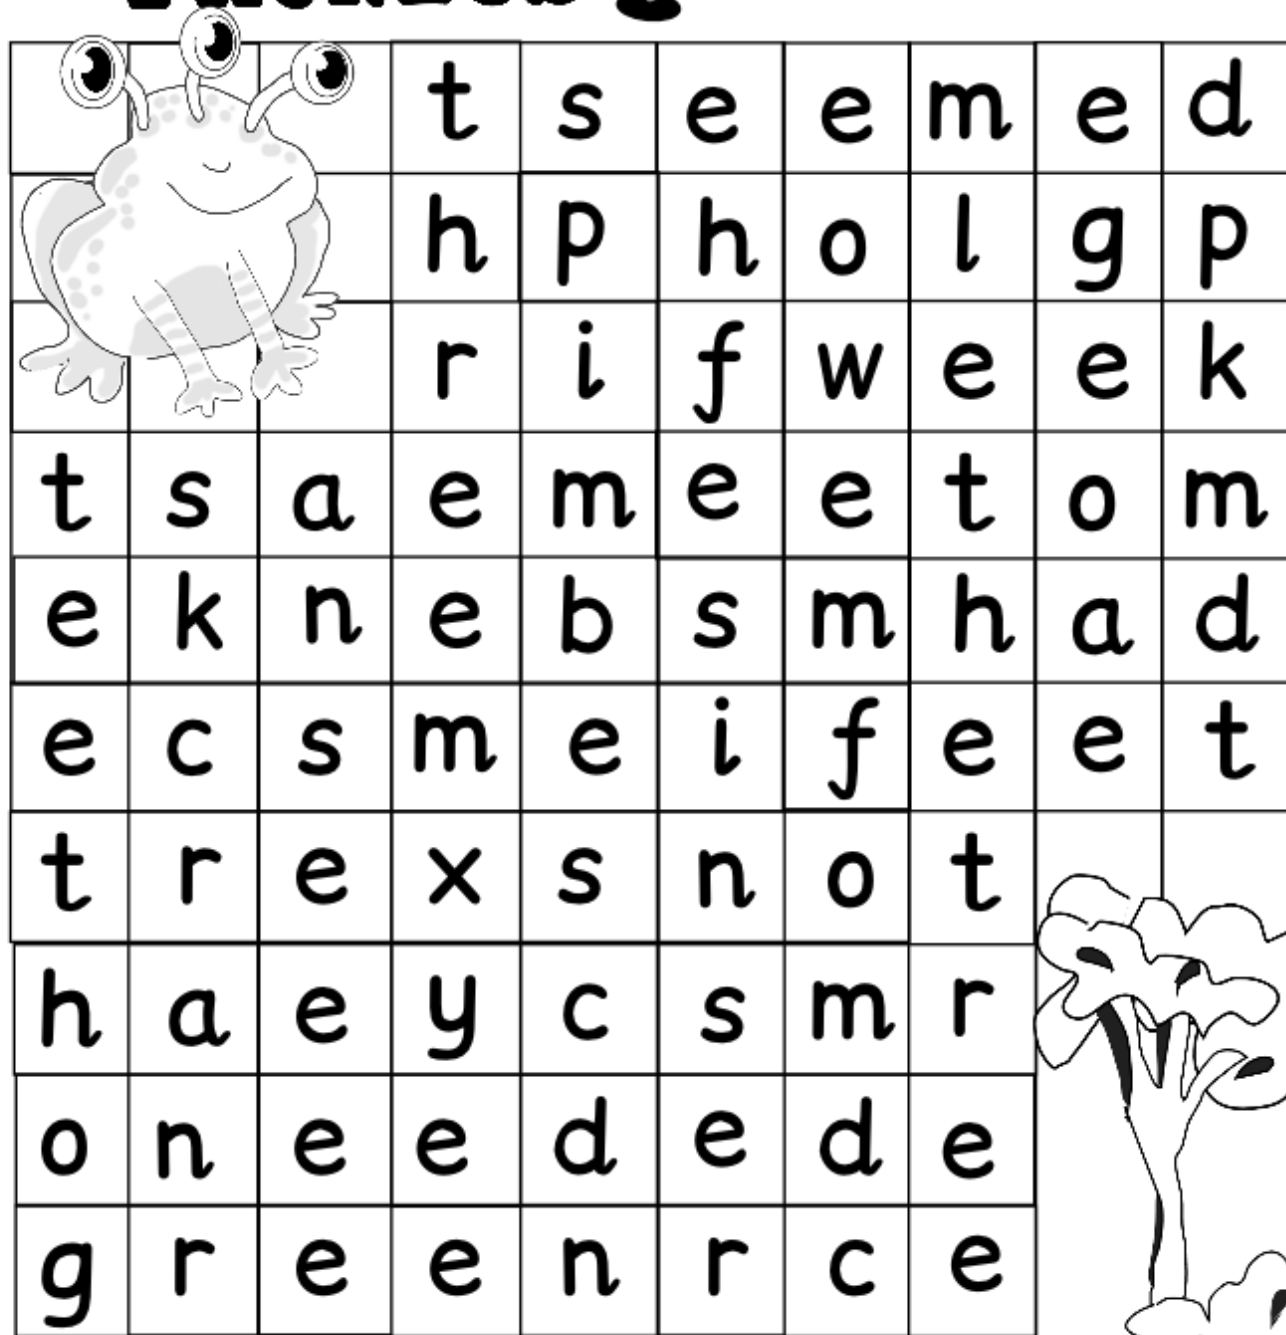 t s e e m e d
h p h o l g p
r i f w e e k
t s a e m e e t o m
e k n e b s m h a d
e c s m e i f e e t
t r e x s n o t
h a e y c s m r
o n e e d e d e
g r e e n r c e